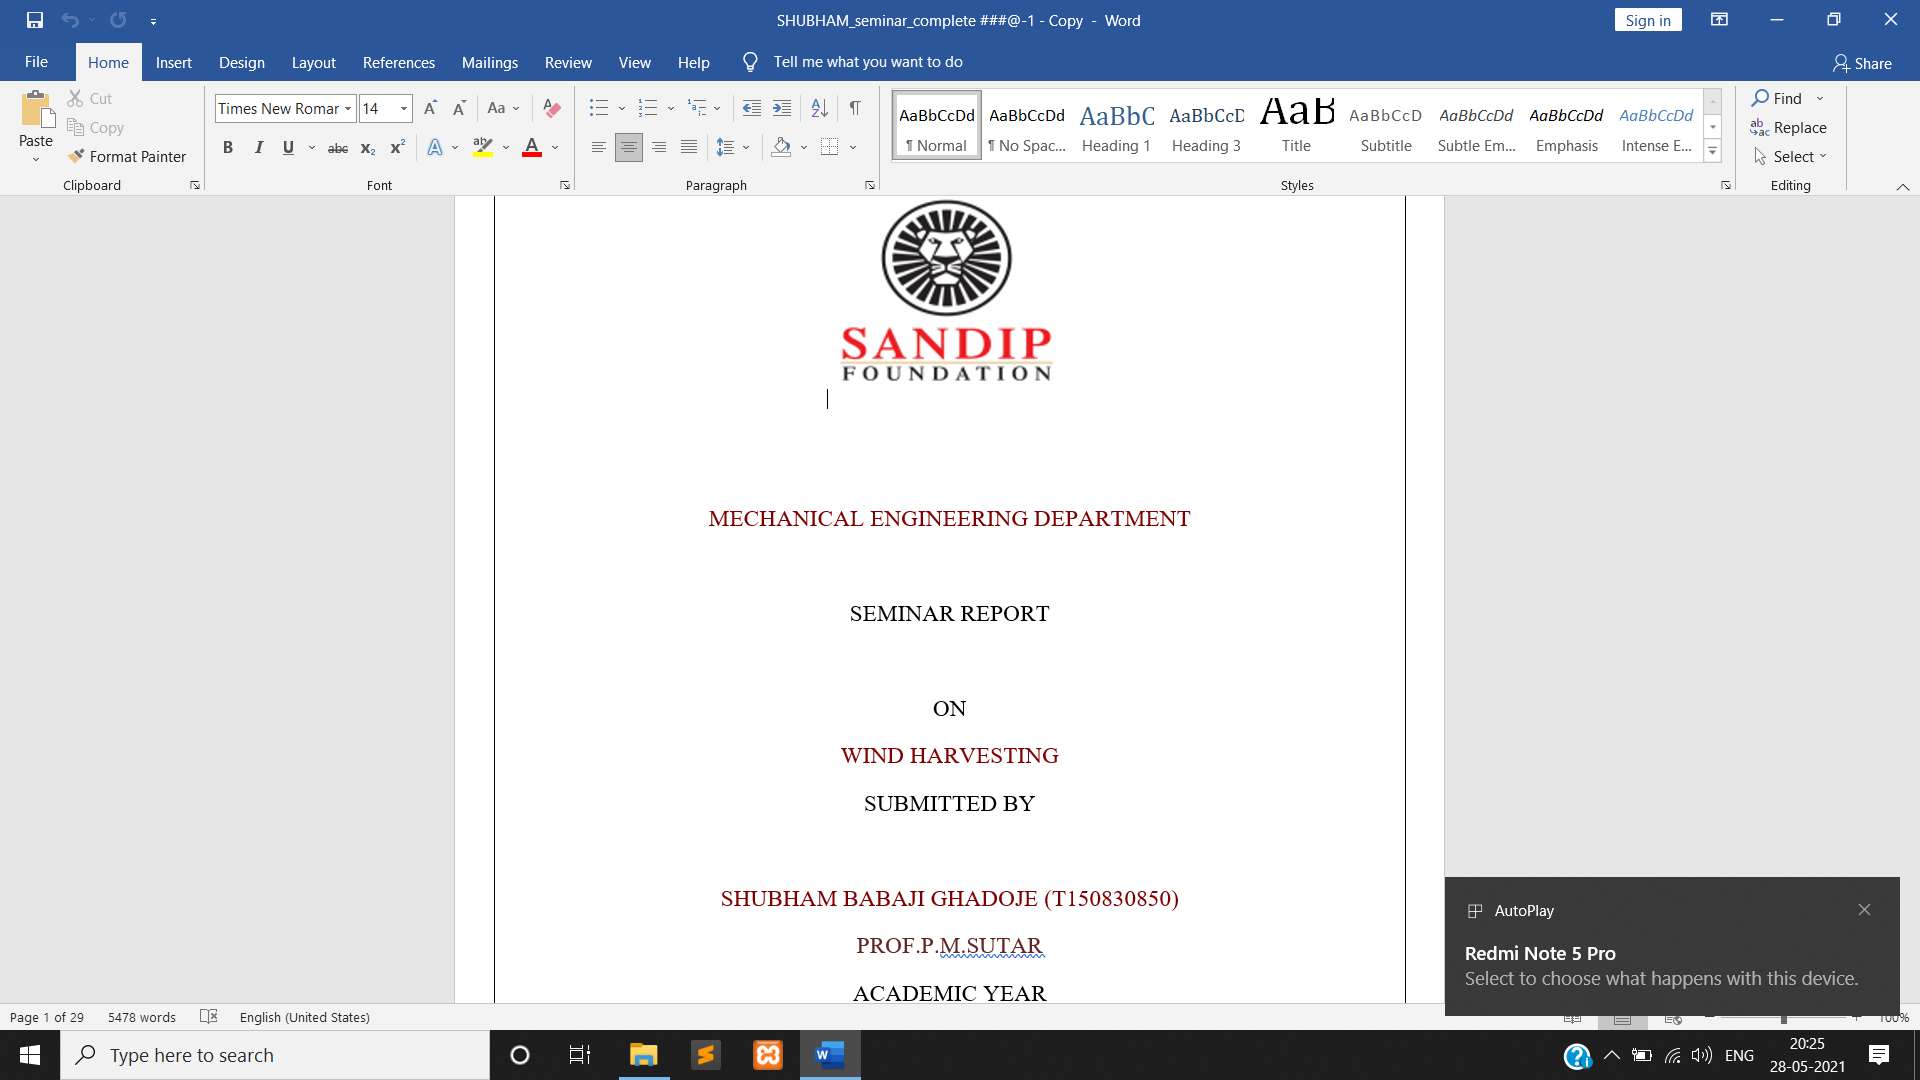 SHUBHAM_seminar_complete ###@-1 - Copy - Word
Sign in
File Home Insert Design Layout References Mailings Review View Help Tell me what you want to do
Share
Paste
Cut
Copy
Format Painter
Clipboard
Times New Romar 14
Aa
B I U abc x₂ x² A ab A
Font
Paragraph
AaBbCcDd AaBbCcDd AaBbC AaBbCcD AaB AaBbCcD AaBbCcDd AaBbCcDd AaBbCcDd
¶ Normal ¶ No Spac... Heading 1 Heading 3 Title Subtitle Subtle Em... Emphasis Intense E...
Styles
Find
Replace
Select
Editing
SANDIP
FOUNDATION
MECHANICAL ENGINEERING DEPARTMENT
SEMINAR REPORT
ON
WIND HARVESTING
SUBMITTED BY
SHUBHAM BABAJI GHADOJE (T150830850)
PROF.P.M.SUTAR
ACADEMIC YEAR
AutoPlay
Redmi Note 5 Pro
Select to choose what happens with this device.
Page 1 of 29 5478 words English (United States)
100%
Type here to search
ENG
20:25
28-05-2021